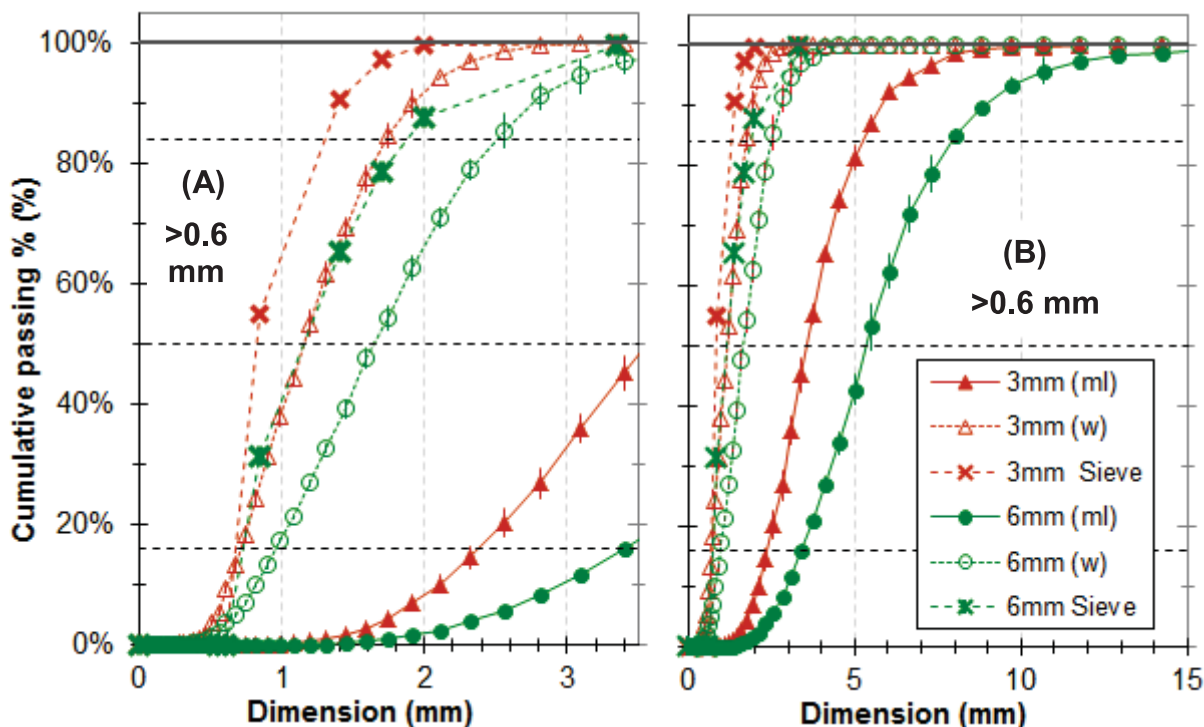 Cumulative passing % (%)
100%
80%
60%
40%
20%
0%
(A)
>0.6
mm
0
1
2
3
Dimension (mm)
(B)
>0.6 mm
3mm (ml)
3mm (w)
3mm Sieve
6mm (ml)
6mm (w)
6mm Sieve
0
5
10
15
Dimension (mm)